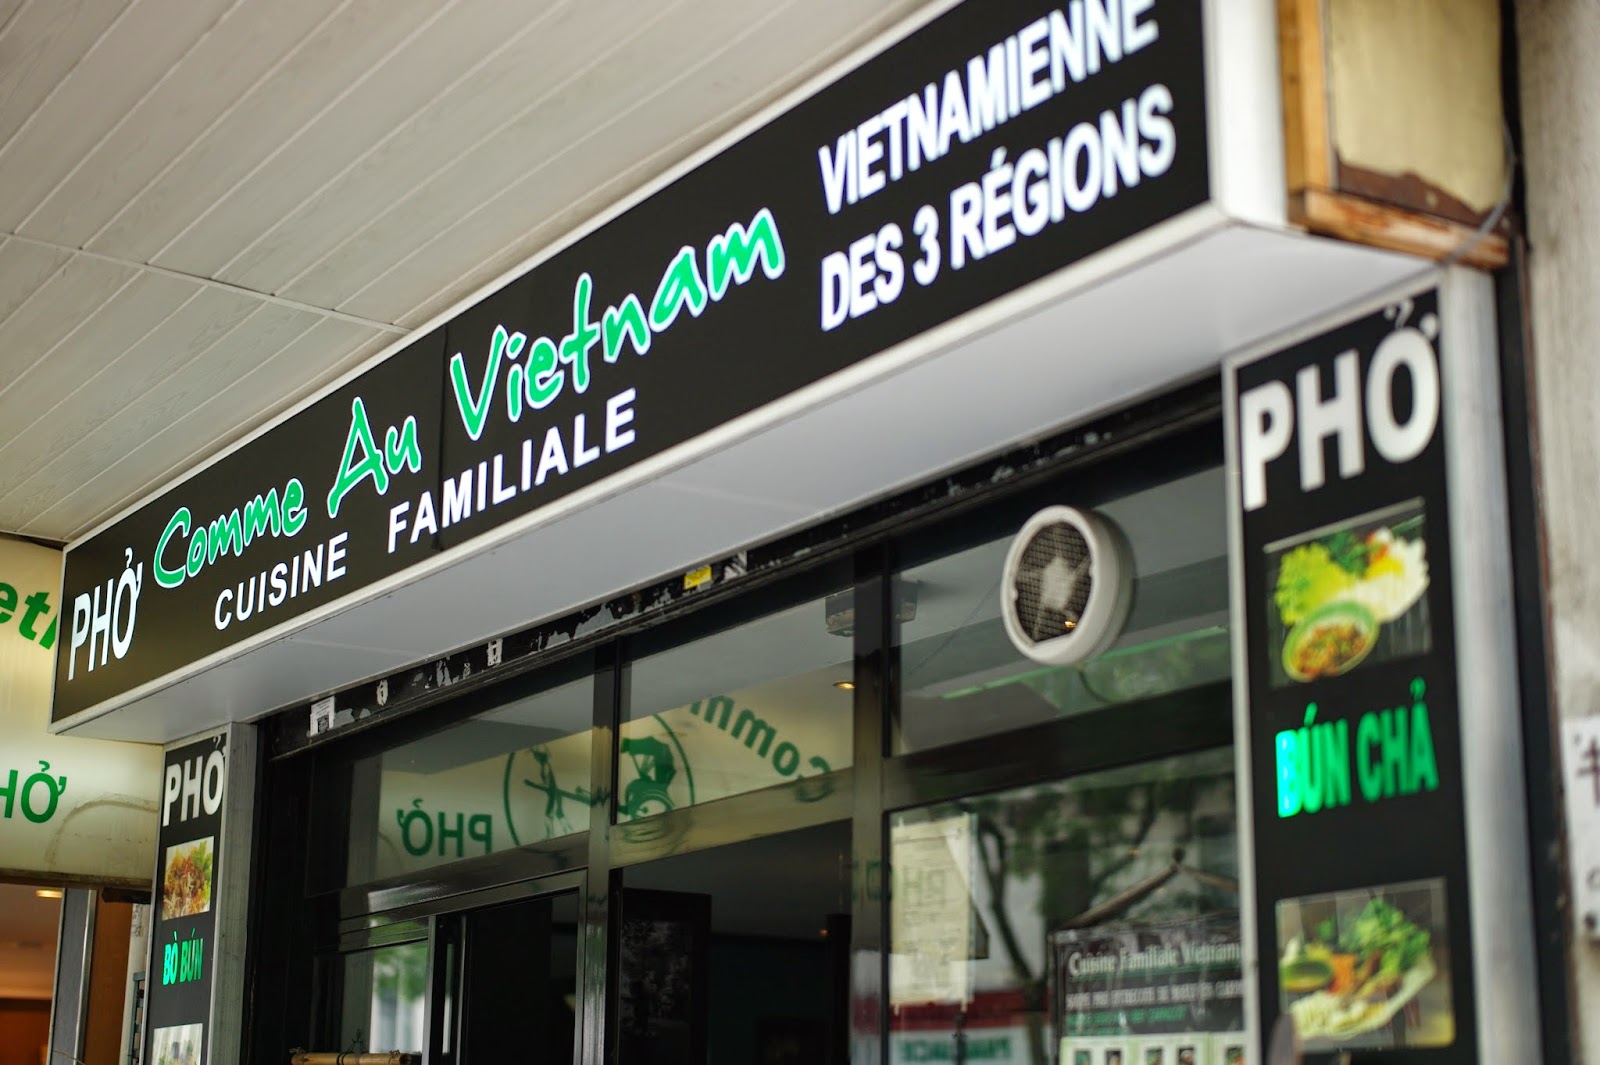 PHỞ Comme Au Vietnam
CUISINE FAMILIALE
VIETNAMIENNE
DES 3 RÉGIONS
PHỞ
BÚN CHẢ
PHỞ
BÒ BÚN
PHỞ
Cuisine Familiale Vietnam